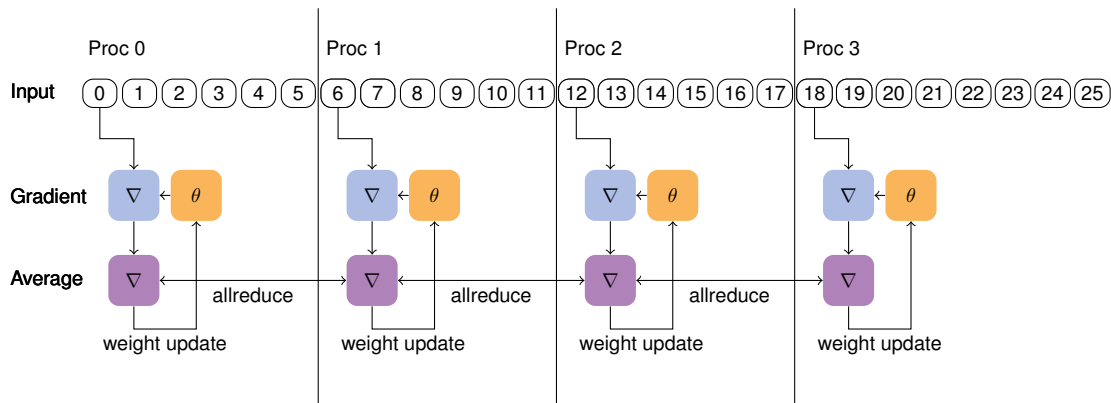 Proc 0 Proc 1 Proc 2 Proc 3
Input 0 1 2 3 4 5 6 7 8 9 10 11 12 13 14 15 16 17 18 19 20 21 22 23 24 25
Gradient ∇ θ ∇ θ ∇ θ ∇ θ
Average ∇ ∇ ∇ ∇
allreduce allreduce allreduce
weight update weight update weight update weight update